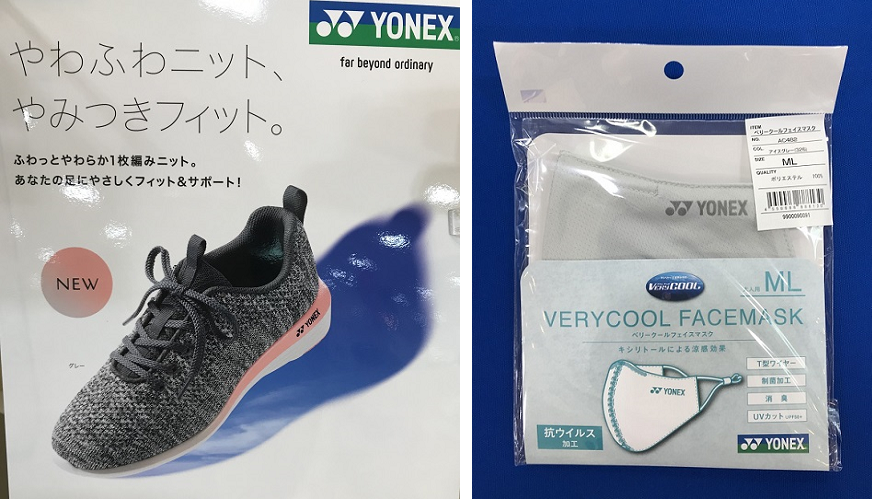 YONEX
far beyond ordinary
やわふわニット、
やみつきフィット。
ふわっとやわらか1枚編みニット。
あなたの足にやさしくフィット&サポート!
NEW
グレー
YONEX
ITEM
ベリークールフェイスマスク
NO. AC482
COL. アイスグレー(326)
SIZE
ML
QUALITY
ポリエステル 100%
YONEX
VERYCOOL
大人用 ML
VERYCOOL FACEMASK
ベリークールフェイスマスク
キシリトールによる涼感効果
T型ワイヤー
制菌加工
消臭
UVカット UPF50+
YONEX
抗ウイルス
加工
YONEX